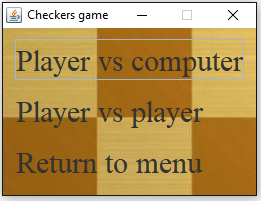 Checkers game
Player vs computer
Player vs player
Return to menu